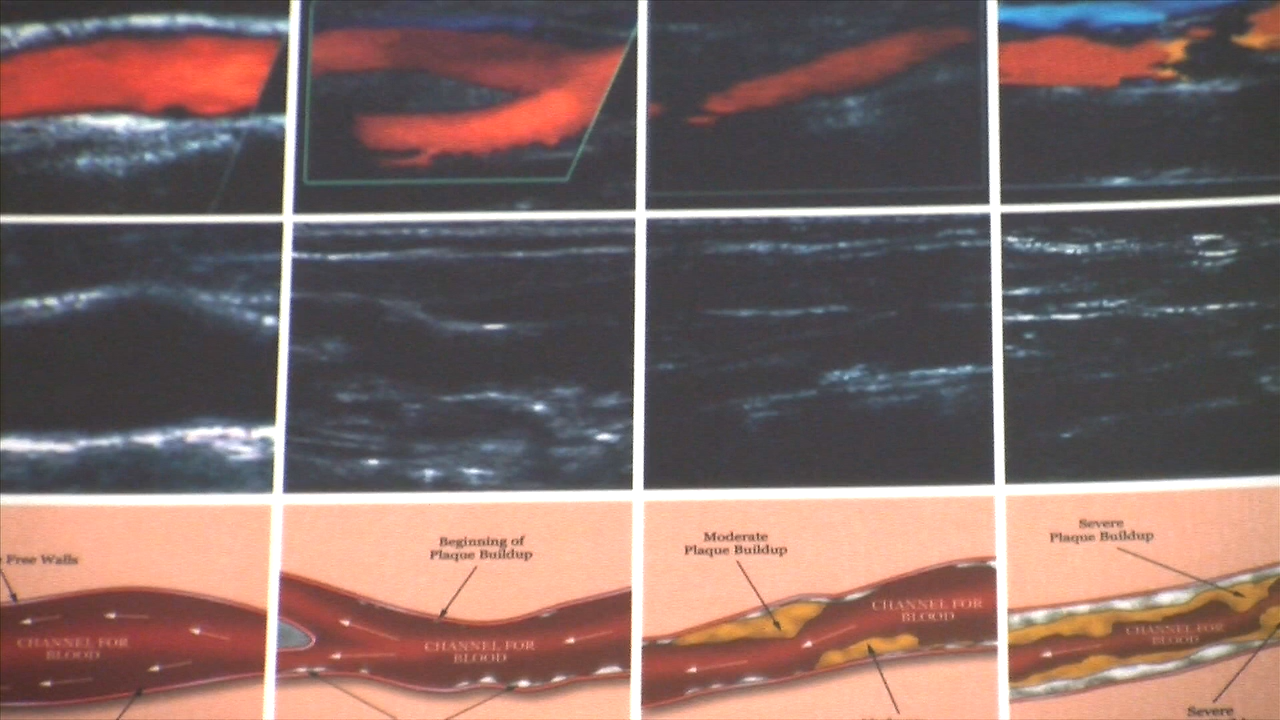 Free Walls
CHANNEL FOR
BLOOD
Beginning of
Plaque Buildup
CHANNEL FOR
BLOOD
Moderate
Plaque Buildup
CHANNEL FOR
BLOOD
Severe
Plaque Buildup
CHANNEL FOR
BLOOD
Severe